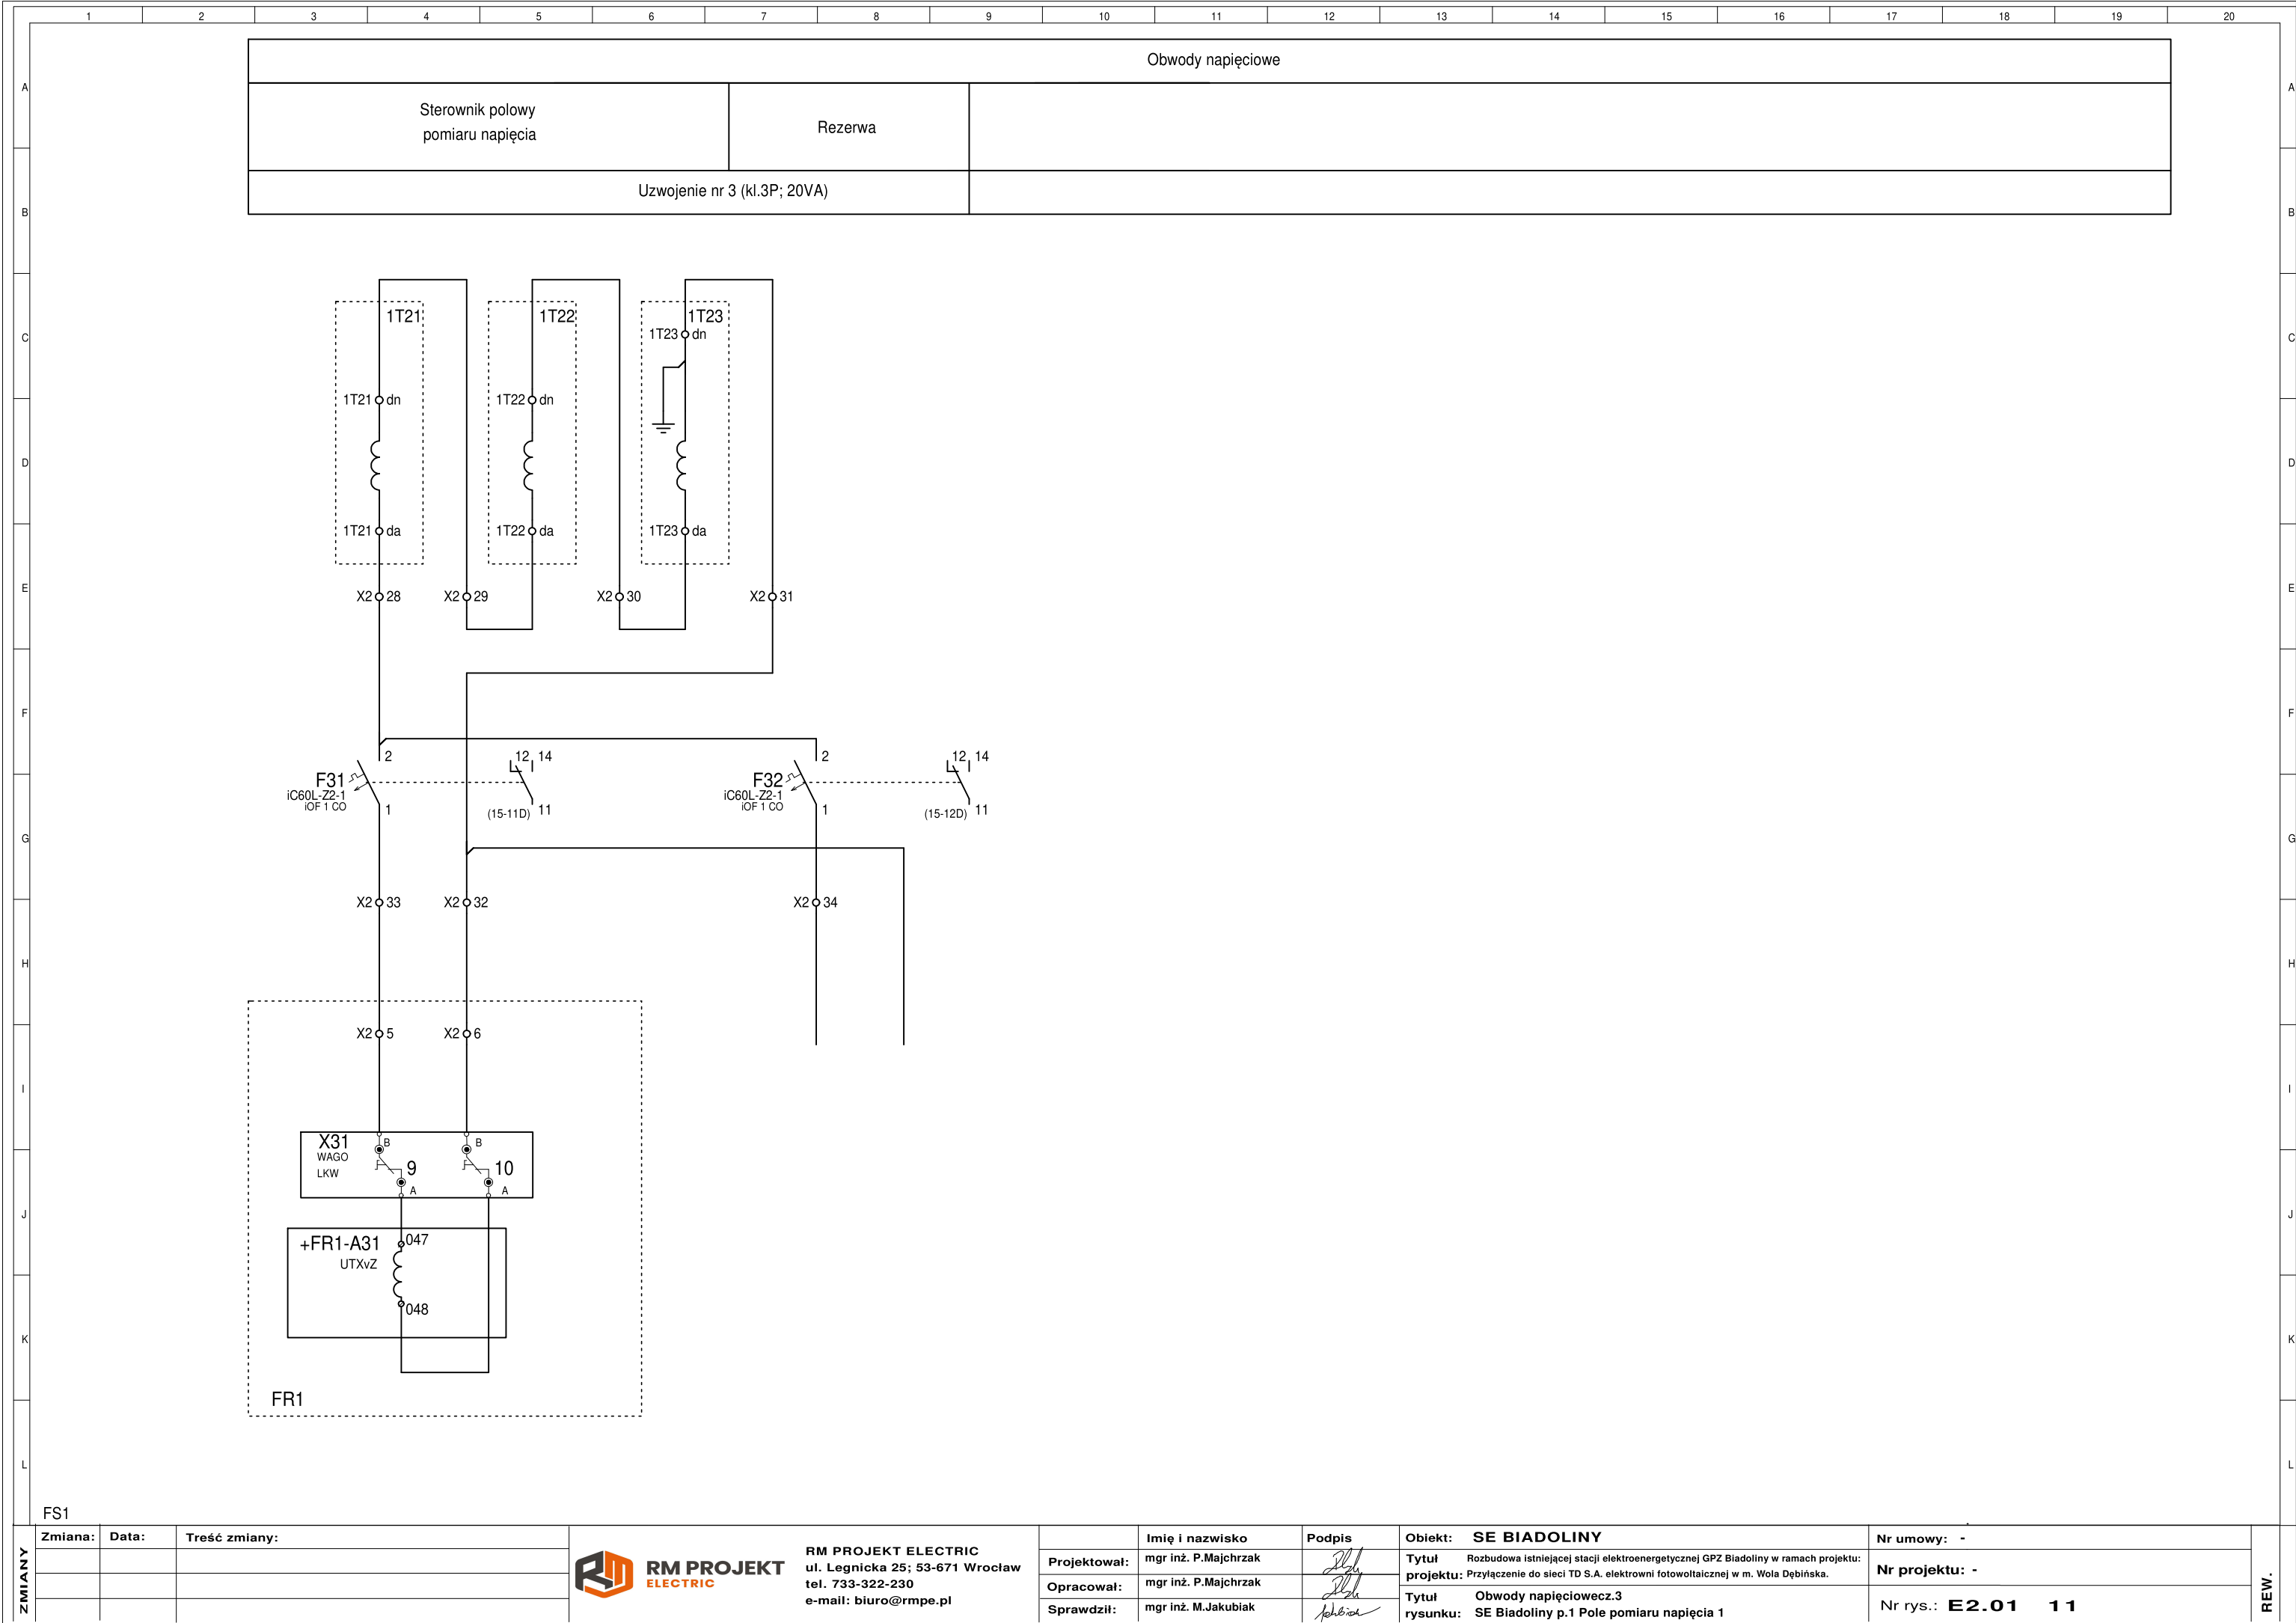 1 2 3 4 5 6 7 8 9 10 11 12 13 14 15 16 17 18 19 20
Obwody napięciowe
A A
Sterownik polowy
pomiaru napięcia
Rezerwa
Uzwojenie nr 3 (kl.3P; 20VA)
B B
1T21 1T22 1T23
1T23 dn
C C
1T21 dn 1T22 dn
D D
1T21 da 1T22 da 1T23 da
E E
X2 28 X2 29 X2 30 X2 31
F F
2 12 14 2 12 14
F31 F32
iC60L-Z2-1 iC60L-Z2-1
iOF 1 CO iOF 1 CO
1 (15-11D) 11 1 (15-12D) 11
G G
X2 33 X2 32 X2 34
H H
X2 5 X2 6
I I
X31 B B
WAGO
LKW
9 10
A A
J J
+FR1-A31 047
UTXvZ
048
K K
FR1
L L
FS1
ZMIANY
Zmiana: Data: Treść zmiany:
RM PROJEKT
ELECTRIC
RM PROJEKT ELECTRIC
ul. Legnicka 25; 53-671 Wrocław
tel. 733-322-230
e-mail: biuro@rmpe.pl
Imię i nazwisko Podpis
Projektował: mgr inż. P.Majchrzak
Opracował: mgr inż. P.Majchrzak
Sprawdził: mgr inż. M.Jakubiak
Obiekt: SE BIADOLINY
Tytuł projektu: Rozbudowa istniejącej stacji elektroenergetycznej GPZ Biadoliny w ramach projektu:
Przyłączenie do sieci TD S.A. elektrowni fotowoltaicznej w m. Wola Dębińska.
Tytuł rysunku: Obwody napięciowecz.3
SE Biadoliny p.1 Pole pomiaru napięcia 1
Nr umowy: -
Nr projektu: -
Nr rys.: E2.01 11
REW.